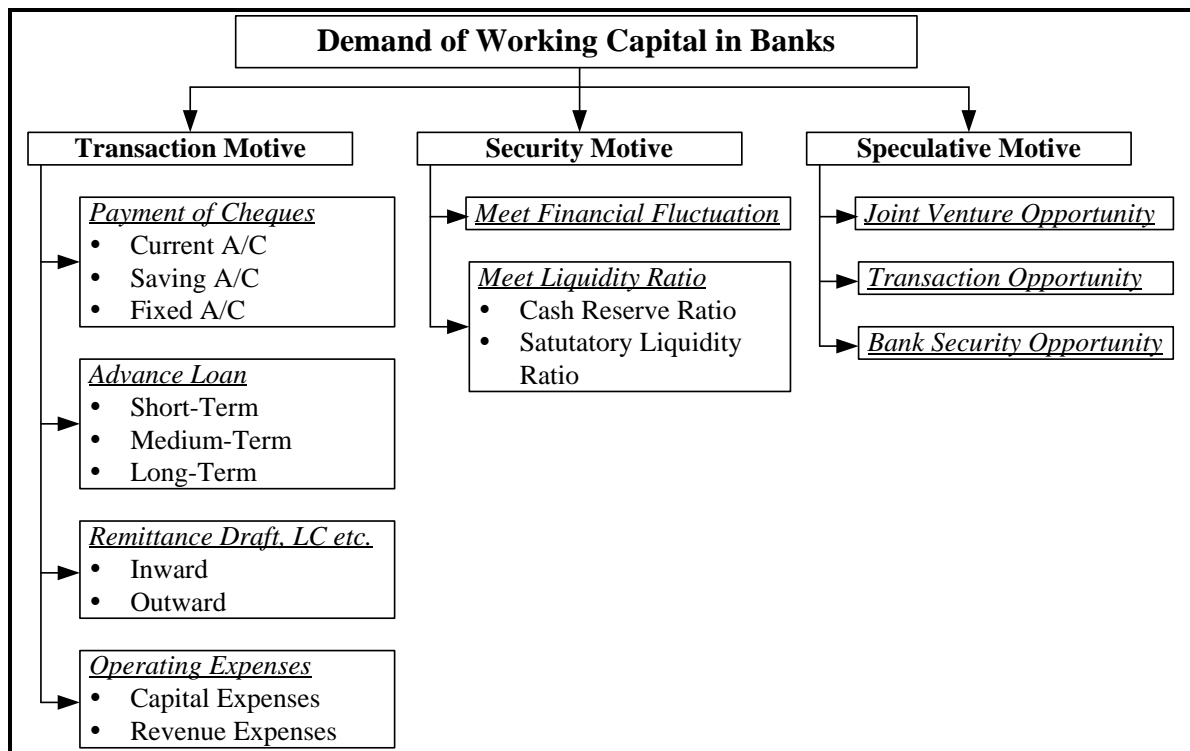 Demand of Working Capital in Banks
Transaction Motive
Payment of Cheques
• Current A/C
• Saving A/C
• Fixed A/C
Advance Loan
• Short-Term
• Medium-Term
• Long-Term
Remittance Draft, LC etc.
• Inward
• Outward
Operating Expenses
• Capital Expenses
• Revenue Expenses
Security Motive
Meet Financial Fluctuation
Meet Liquidity Ratio
• Cash Reserve Ratio
• Satutatory Liquidity
Ratio
Speculative Motive
Joint Venture Opportunity
Transaction Opportunity
Bank Security Opportunity